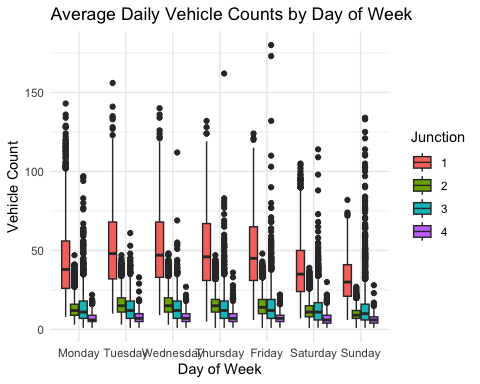 Average Daily Vehicle Counts by Day of Week
Vehicle Count
150
100
50
0
Monday Tuesday Wednesday Thursday Friday Saturday Sunday
Day of Week
Junction
1
2
3
4